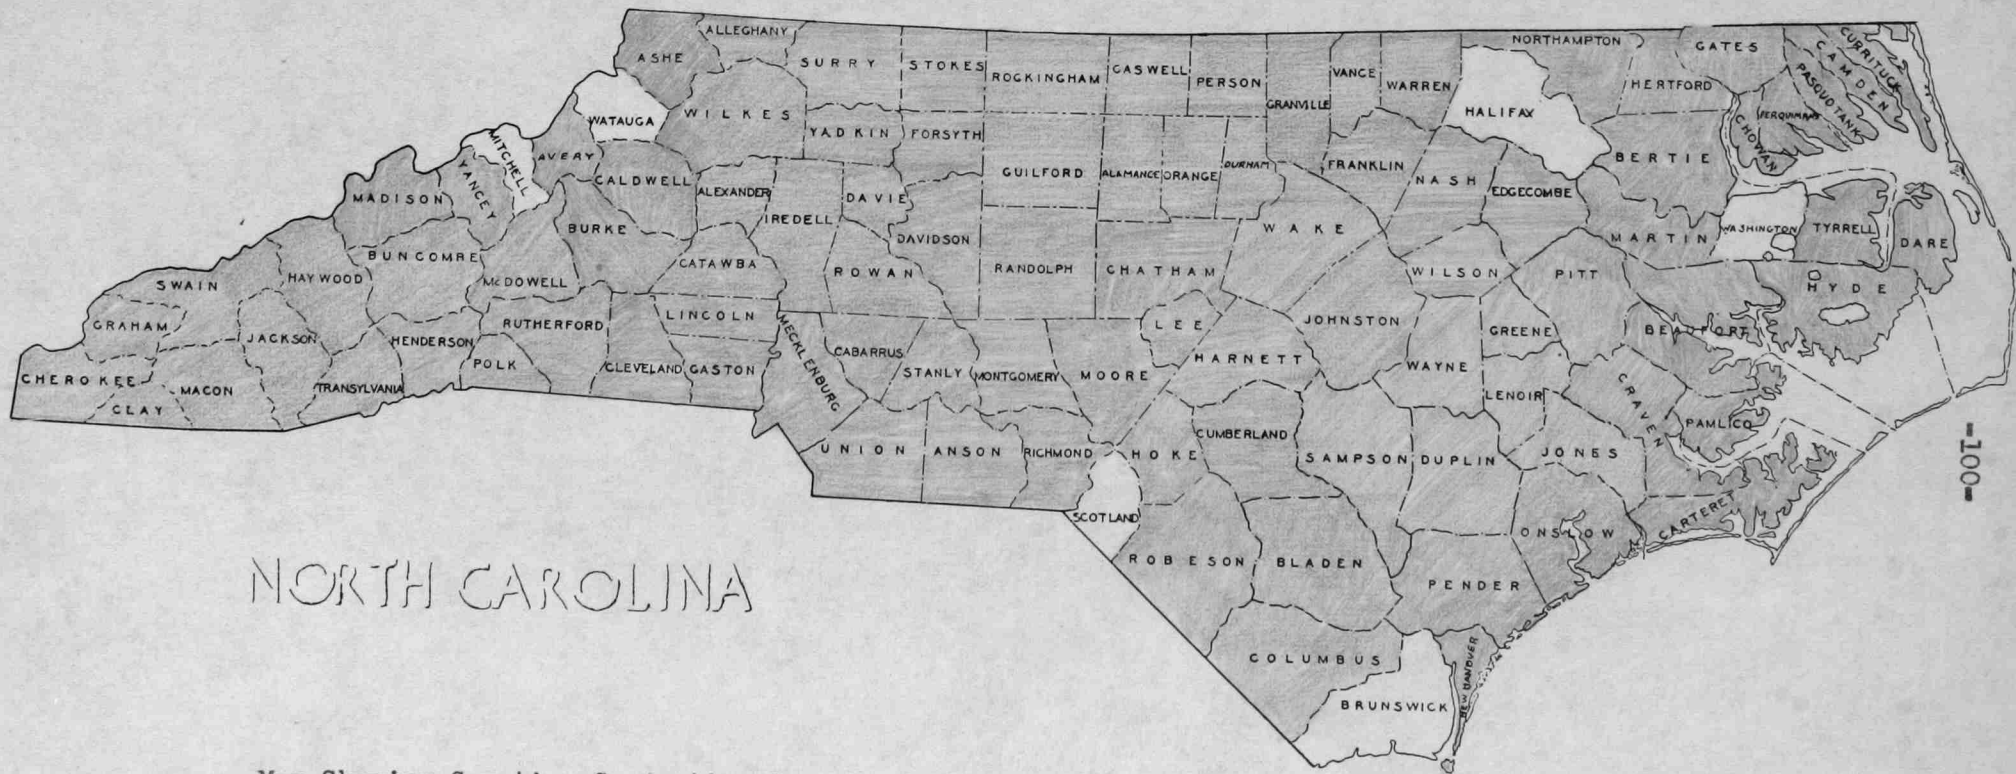 ALLEGHANY
ASHE
SURRY
STOKES
ROCKINGHAM
CASWELL
PERSON
GRANVILLE
VANCE
WARREN
NORTHAMPTON
GATES
CURRITUCK
CAMDEN
PASQUOTANK
PERQUIMANS
CHOWAN
HERTFORD
HALIFAX
WATAUGA
WILKES
YADKIN
FORSYTH
GUILFORD
ALAMANCE
ORANGE
DURHAM
FRANKLIN
NASH
EDGECOMBE
BERTIE
MITCHELL
AVERY
YANCEY
CALDWELL
ALEXANDER
IREDELL
DAVIE
MADISON
BURKE
DAVIDSON
WAKE
MARTIN
WASHINGTON
TYRRELL
DARE
BUNCOMBE
HAYWOOD
McDOWELL
CATAWBA
ROWAN
RANDOLPH
CHATHAM
WILSON
PITT
HYDE
SWAIN
GRAHAM
JACKSON
HENDERSON
RUTHERFORD
LINCOLN
MECKLENBURG
CABARRUS
STANLY
MONTGOMERY
MOORE
LEE
HARNETT
JOHNSTON
WAYNE
GREENE
BEAUFORT
CHEROKEE
CLAY
MACON
TRANSYLVANIA
POLK
CLEVELAND
GASTON
LENOIR
CRAVEN
PAMLICO
UNION
ANSON
RICHMOND
HOKE
CUMBERLAND
SAMPSON
DUPLIN
JONES
SCOTLAND
ROBESON
BLADEN
PENDER
ONSLOW
CARTERET
COLUMBUS
BRUNSWICK
NEW HANOVER
NORTH CAROLINA
-100-